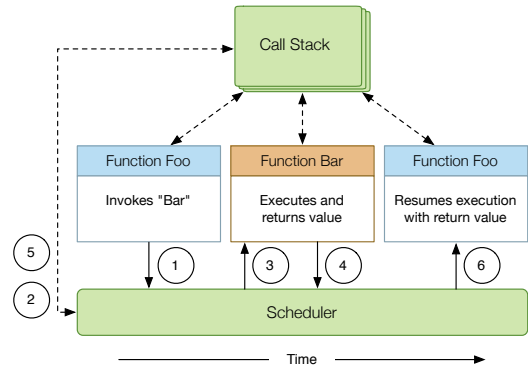 Call Stack
Function Foo
Invokes "Bar"
Function Bar
Executes and
returns value
Function Foo
Resumes execution
with return value
5
2
1
3
4
6
Scheduler
Time